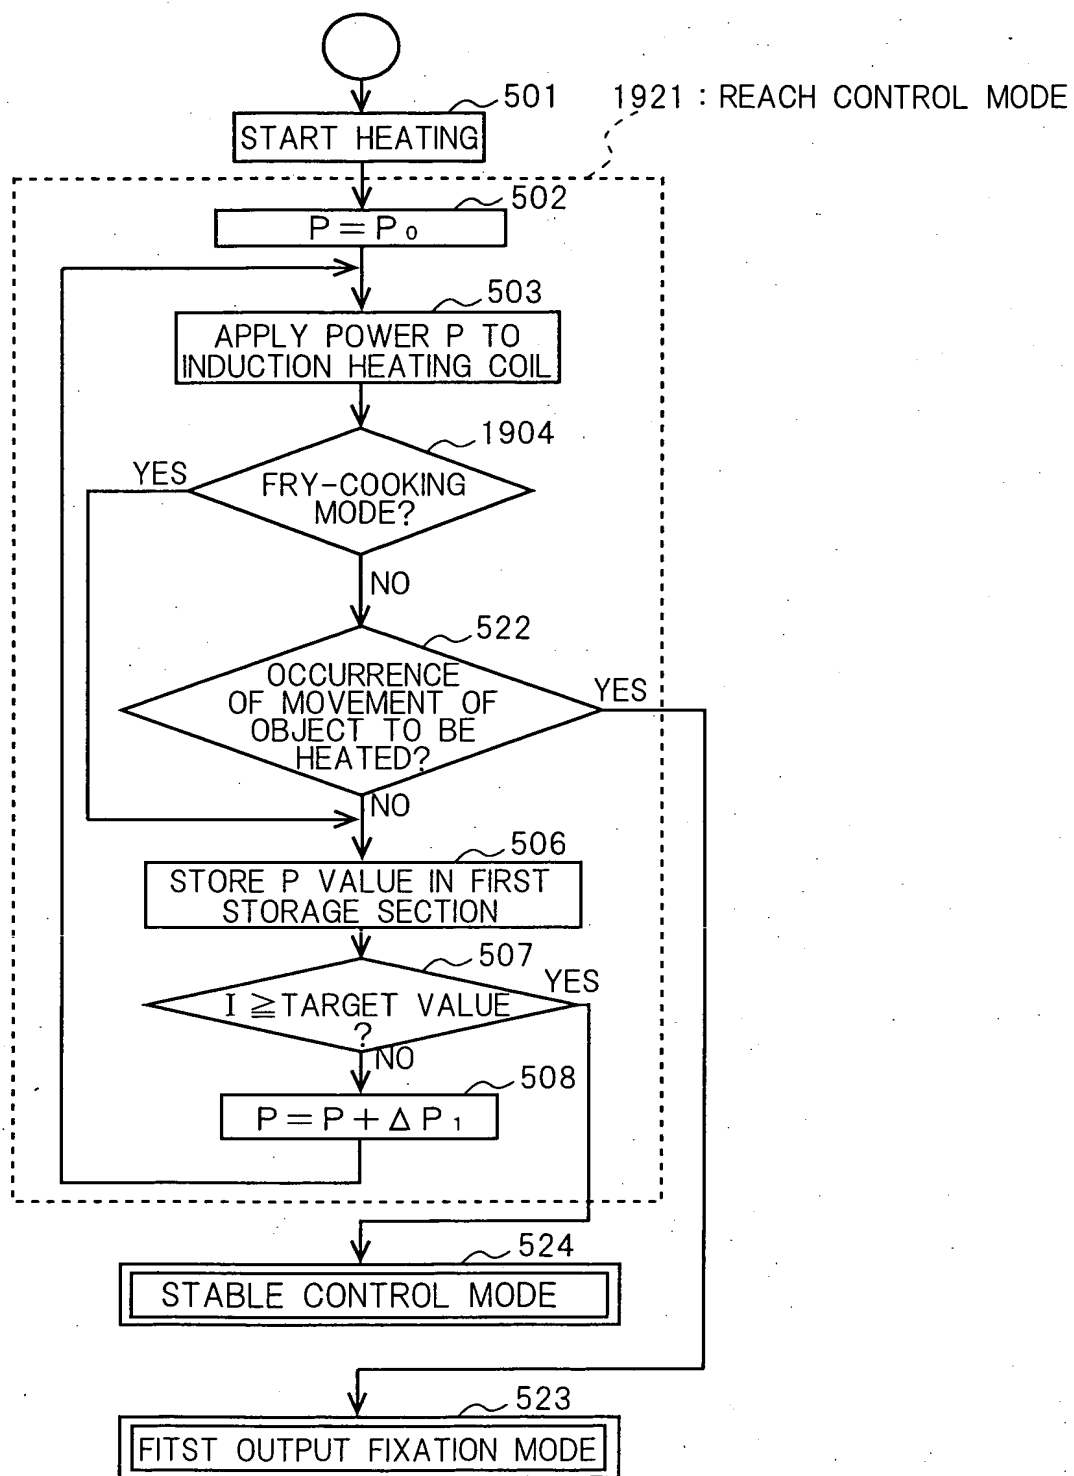 501
1921 : REACH CONTROL MODE
START HEATING
502
P = P₀
503
APPLY POWER P TO
INDUCTION HEATING COIL
1904
YES
FRY-COOKING
MODE?
NO
522
OCCURRENCE
OF MOVEMENT OF
OBJECT TO BE
HEATED?
YES
NO
506
STORE P VALUE IN FIRST
STORAGE SECTION
507
YES
I ≧ TARGET VALUE
?
NO
508
P = P + Δ P₁
524
STABLE CONTROL MODE
523
FITST OUTPUT FIXATION MODE